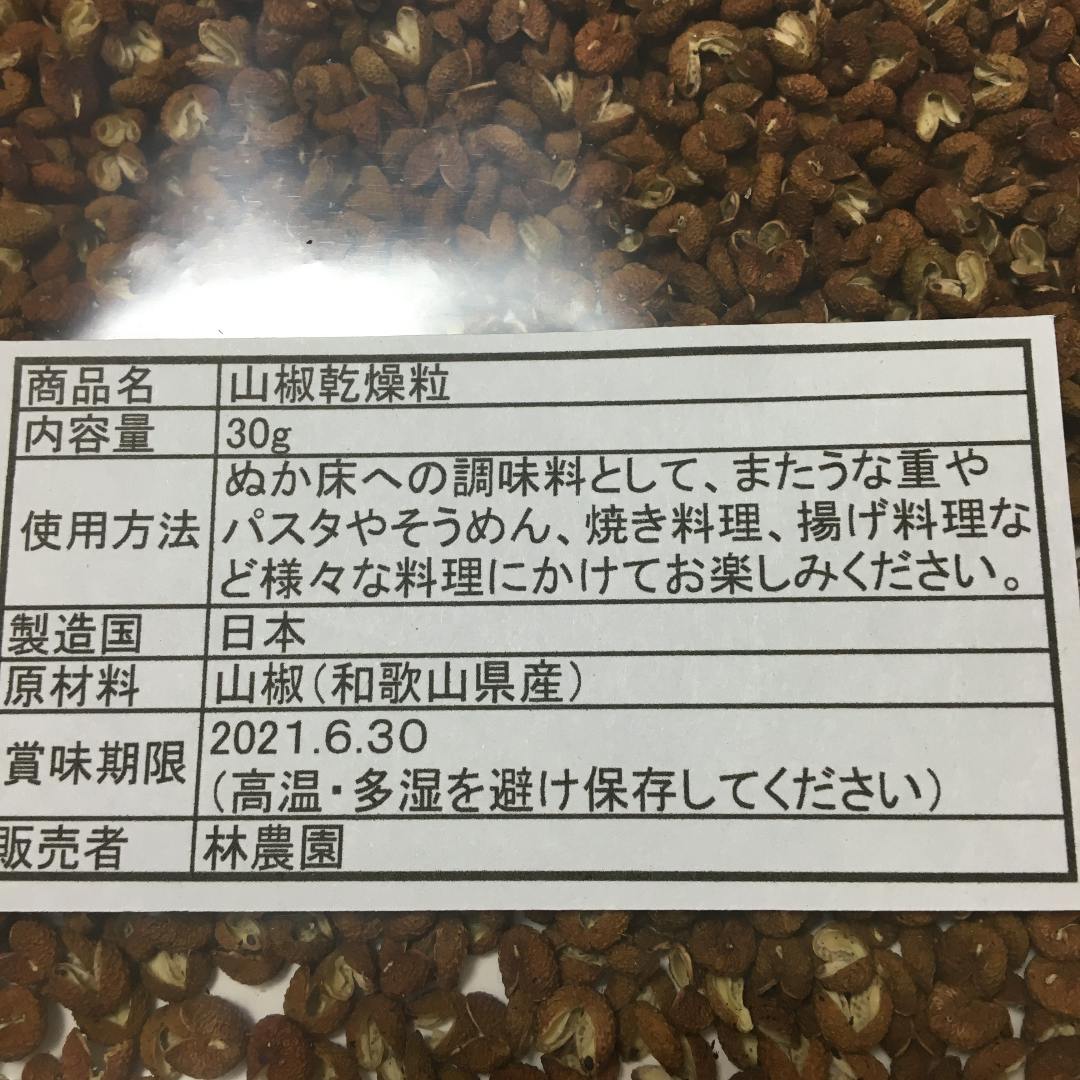 商品名 山椒乾燥粒
内容量 30g
使用方法 ぬか床への調味料として、またうな重や
パスタやそうめん、焼き料理、揚げ料理な
ど様々な料理にかけてお楽しみください。
製造国 日本
原材料 山椒(和歌山県産)
賞味期限 2021.6.30
(高温・多湿を避け保存してください)
販売者 林農園